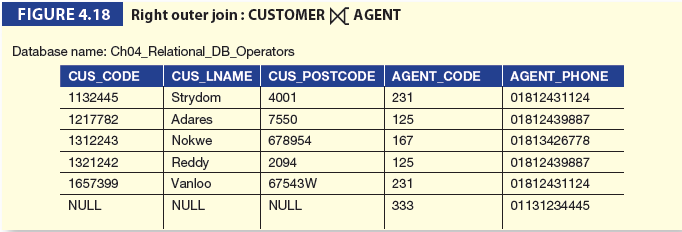 FIGURE 4.18 Right outer join : CUSTOMER ⟖ AGENT
Database name: Ch04_Relational_DB_Operators
CUS_CODE CUS_LNAME CUS_POSTCODE AGENT_CODE AGENT_PHONE
1132445 Strydom 4001 231 01812431124
1217782 Adares 7550 125 01812439887
1312243 Nokwe 678954 167 01813426778
1321242 Reddy 2094 125 01812439887
1657399 Vanloo 67543W 231 01812431124
NULL NULL NULL 333 01131234445